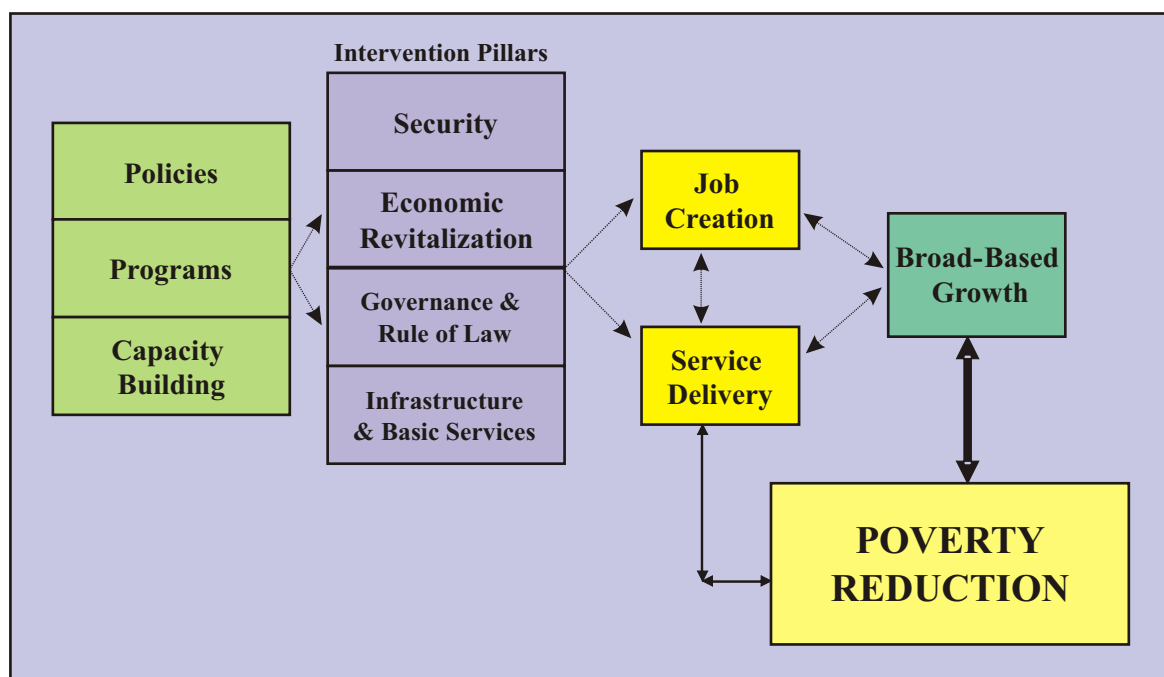 Intervention Pillars
Policies
Programs
Capacity
Building
Security
Economic
Revitalization
Governance &
Rule of Law
Infrastructure
& Basic Services
Job
Creation
Service
Delivery
Broad-Based
Growth
POVERTY
REDUCTION